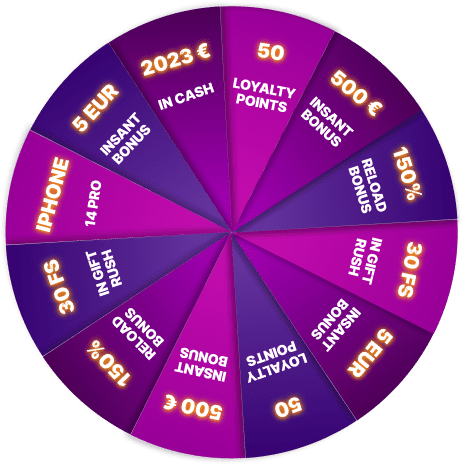 2023 €
IN CASH
50
LOYALTY
POINTS
500 €
INSANT
BONUS
150%
RELOAD
BONUS
30 FS
IN GIFT
RUSH
5 EUR
INSANT
BONUS
50
LOYALTY
POINTS
500 €
INSANT
BONUS
150%
RELOAD
BONUS
30 FS
IN GIFT
RUSH
IPHONE
14 PRO
5 EUR
INSANT
BONUS